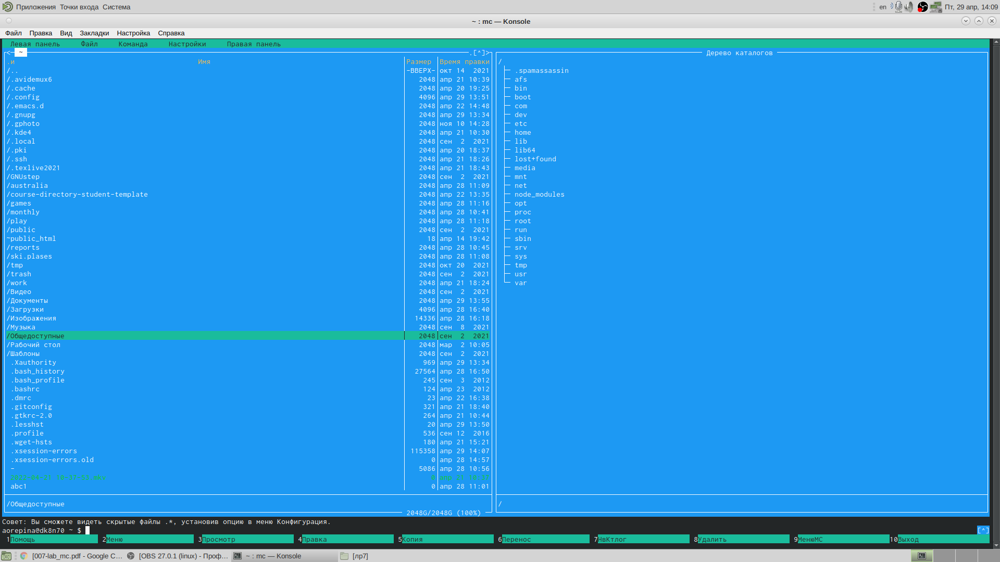 Приложения Точки входа Система
en Пт, 29 апр, 14:09
~ : mc — Konsole
Файл Правка Вид Закладки Настройка Справка
Левая панель Файл Команда Настройки Правая панель
<─ ~ .[^]> Дерево каталогов
.и Имя Размер Время правки /
/.. -ВВЕРХ- окт 14 2021 .spamassassin
/.avidemux6 2048 апр 21 10:39 afs
/.cache 2048 апр 20 19:25 bin
/.config 4096 апр 29 13:51 boot
/.emacs.d 2048 апр 22 14:48 com
/.gnupg 2048 апр 29 13:34 dev
/.gphoto 2048 ноя 10 14:28 etc
/.kde4 2048 апр 21 10:30 home
/.local 2048 сен 2 2021 lib
/.pki 2048 апр 20 18:37 lib64
/.ssh 2048 апр 21 18:26 lost+found
/.texlive2021 2048 апр 21 18:43 media
/GNUstep 2048 сен 2 2021 mnt
/australia 2048 апр 28 11:09 net
/course-directory-student-template 2048 апр 22 13:35 node_modules
/games 2048 апр 28 11:16 opt
/monthly 2048 апр 28 10:41 proc
/play 2048 апр 28 11:18 root
/public 2048 сен 2 2021 run
~public_html 18 апр 14 19:42 sbin
/reports 2048 апр 28 10:45 srv
/ski.plases 2048 апр 28 11:08 sys
/tmp 2048 окт 20 2021 tmp
/trash 2048 сен 2 2021 usr
/work 2048 апр 21 18:24 var
/Видео 2048 сен 2 2021
/Документы 2048 апр 29 13:55
/Загрузки 4096 апр 28 16:40
/Изображения 14336 апр 28 16:18
/Музыка 2048 сен 8 2021
/Общедоступные 2048 сен 2 2021
/Рабочий стол 2048 мар 2 10:05
/Шаблоны 2048 сен 2 2021
.Xauthority 969 апр 29 13:34
.bash_history 27564 апр 28 16:50
.bash_profile 245 сен 3 2012
.bashrc 124 апр 23 2012
.dmrc 23 апр 22 16:38
.gitconfig 321 апр 21 18:40
.gtkrc-2.0 264 апр 21 10:44
.lesshst 20 апр 29 13:50
.profile 536 сен 12 2016
.wget-hsts 180 апр 21 15:21
.xsession-errors 115358 апр 29 14:07
.xsession-errors.old 0 апр 28 14:57
– 5086 апр 28 10:56
abc1 0 апр 28 11:01
/Общедоступные /
2048G/2048G (100%)
Совет: Вы сможете видеть скрытые файлы .*, установив опцию в меню Конфигурация.
aorepina@dk8n70 ~ $ [^]
1Помощь 2Меню 3Просмотр 4Правка 5Копия 6Перенос 7НвКтлог 8Удалить 9МенюMC 10Выход
[007-lab_mc.pdf - Google C... [OBS 27.0.1 (linux) - Проф... ~ : mc — Konsole [лр7]